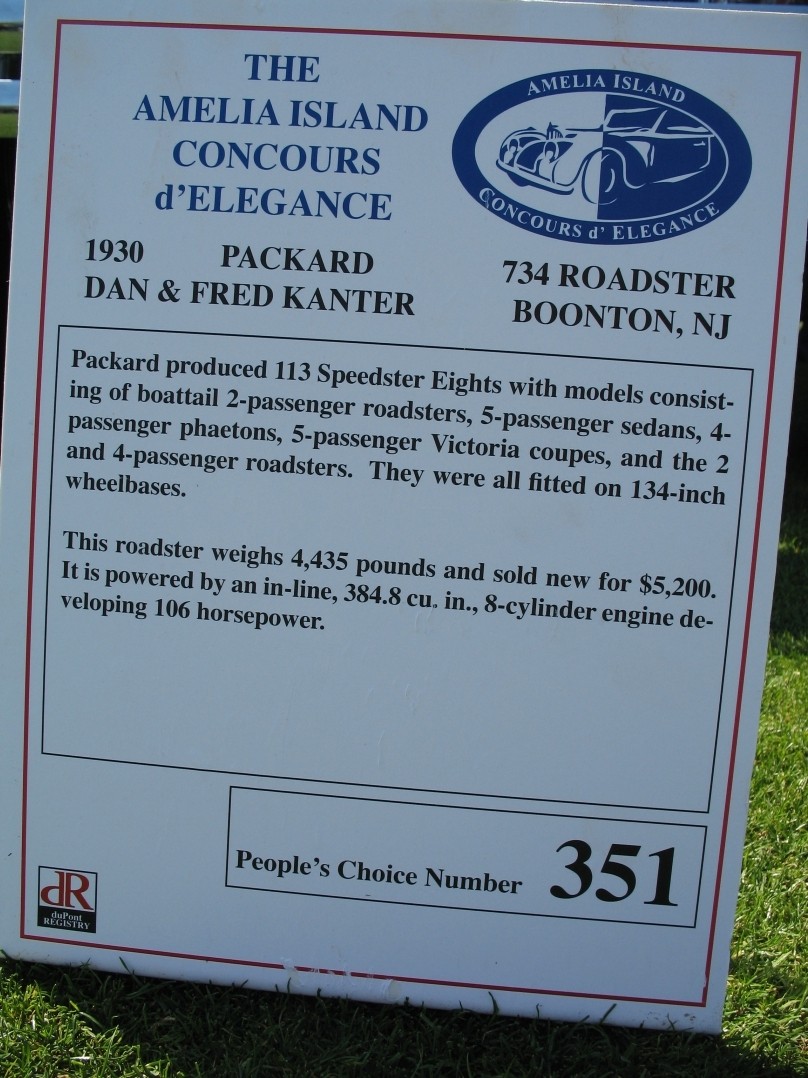 THE
AMELIA ISLAND
CONCOURS
d'ELEGANCE
AMELIA ISLAND
CONCOURS d' ELEGANCE
1930 PACKARD 734 ROADSTER
DAN & FRED KANTER BOONTON, NJ
Packard produced 113 Speedster Eights with models consist-
ing of boattail 2-passenger roadsters, 5-passenger sedans, 4-
passenger phaetons, 5-passenger Victoria coupes, and the 2
and 4-passenger roadsters. They were all fitted on 134-inch
wheelbases.
This roadster weighs 4,435 pounds and sold new for $5,200.
It is powered by an in-line, 384.8 cu. in., 8-cylinder engine de-
veloping 106 horsepower.
People's Choice Number 351
dR
duPont
REGISTRY